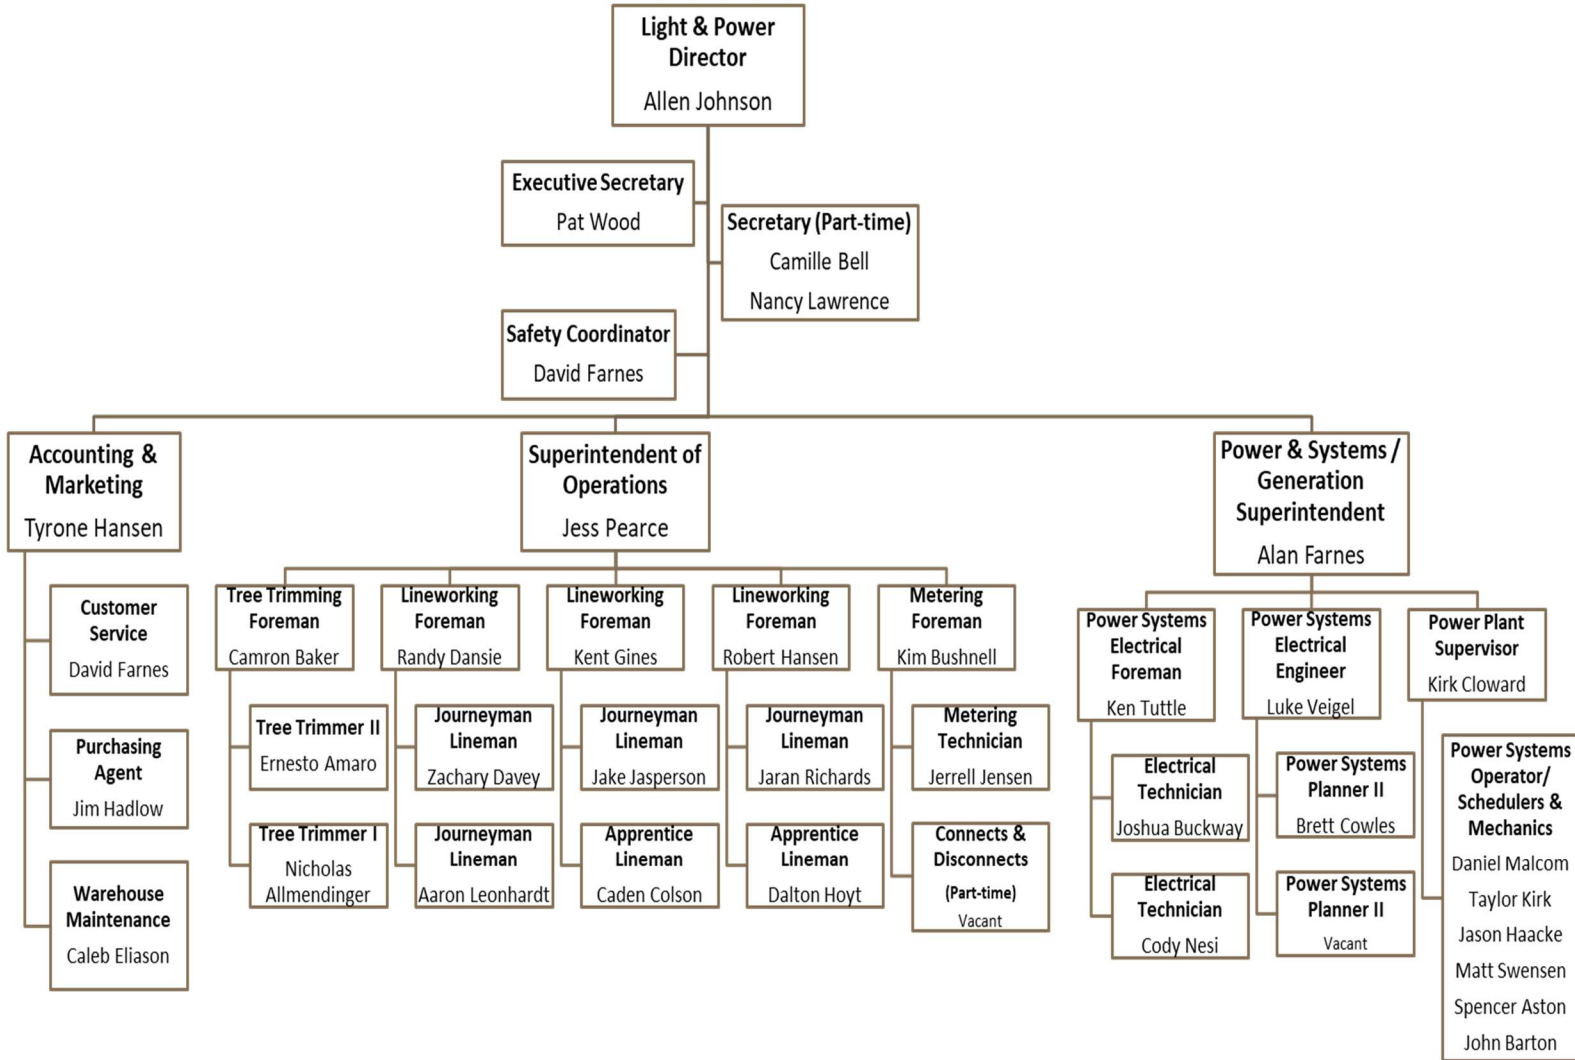 Light & Power
Director
Allen Johnson
Executive Secretary
Pat Wood
Secretary (Part-time)
Camille Bell
Nancy Lawrence
Safety Coordinator
David Farnes
Accounting &
Marketing
Tyrone Hansen
Customer
Service
David Farnes
Purchasing
Agent
Jim Hadlow
Warehouse
Maintenance
Caleb Eliason
Superintendent of
Operations
Jess Pearce
Tree Trimming
Foreman
Camron Baker
Tree Trimmer II
Ernesto Amaro
Tree Trimmer I
Nicholas
Allmendinger
Lineworking
Foreman
Randy Dansie
Journeyman
Lineman
Zachary Davey
Journeyman
Lineman
Aaron Leonhardt
Lineworking
Foreman
Kent Gines
Journeyman
Lineman
Jake Jasperson
Apprentice
Lineman
Caden Colson
Lineworking
Foreman
Robert Hansen
Journeyman
Lineman
Jaran Richards
Apprentice
Lineman
Dalton Hoyt
Metering
Foreman
Kim Bushnell
Metering
Technician
Jerrell Jensen
Connects &
Disconnects
(Part-time)
Vacant
Power & Systems /
Generation
Superintendent
Alan Farnes
Power Systems
Electrical
Foreman
Ken Tuttle
Electrical
Technician
Joshua Buckway
Electrical
Technician
Cody Nesi
Power Systems
Electrical
Engineer
Luke Veigel
Power Systems
Planner II
Brett Cowles
Power Systems
Planner II
Vacant
Power Plant
Supervisor
Kirk Cloward
Power Systems
Operator/
Schedulers &
Mechanics
Daniel Malcom
Taylor Kirk
Jason Haacke
Matt Swensen
Spencer Aston
John Barton